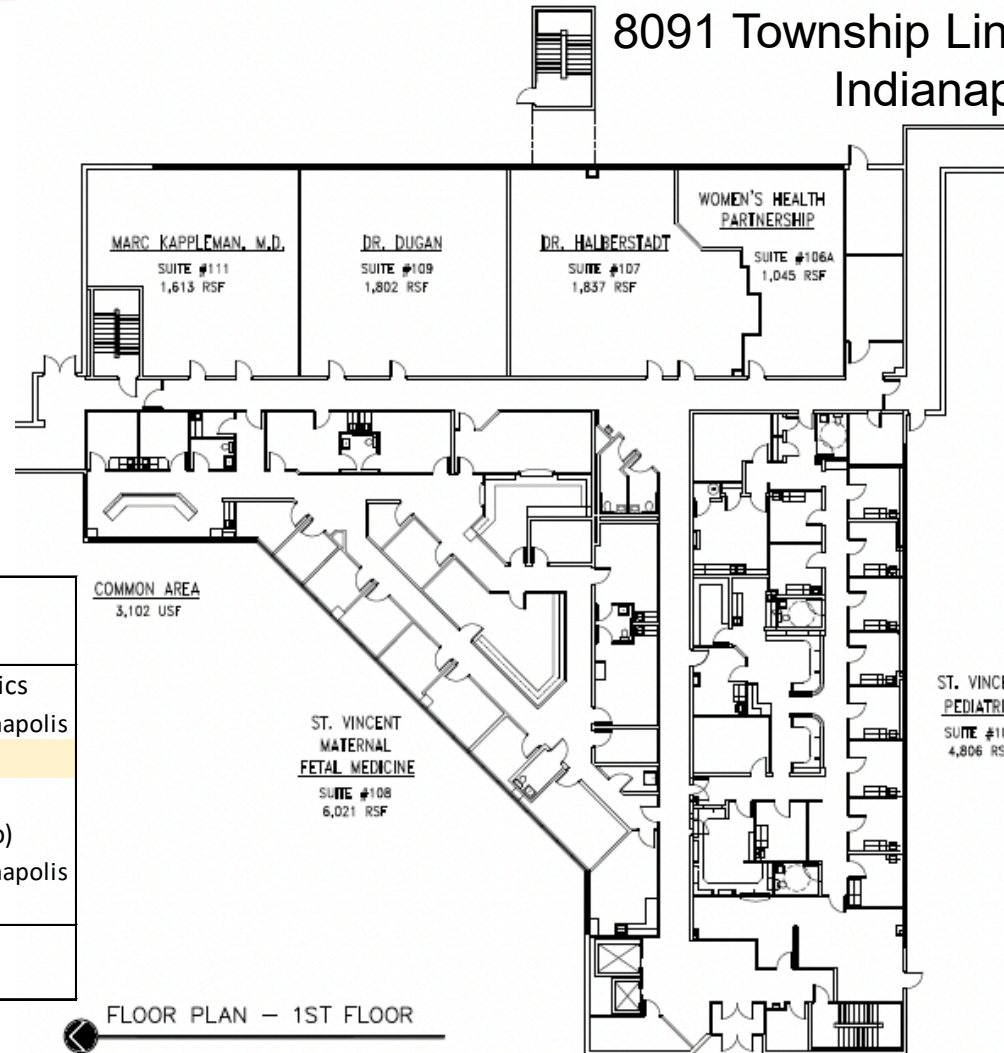 8091 Township Lin
Indianap
MARC KAPPLEMAN, M.D.
SUITE #111
1,613 RSF
DR. DUGAN
SUITE #109
1,802 RSF
DR. HALBERSTADT
SUITE #107
1,837 RSF
WOMEN'S HEALTH
PARTNERSHIP
SUITE #106A
1,045 RSF
COMMON AREA
3,102 USF
ics
napolis
o)
napolis
ST. VINCENT
MATERNAL
FETAL MEDICINE
SUITE #108
6,021 RSF
ST. VINCE
PEDIATRI
SUITE #10
4,806 RS
FLOOR PLAN – 1ST FLOOR